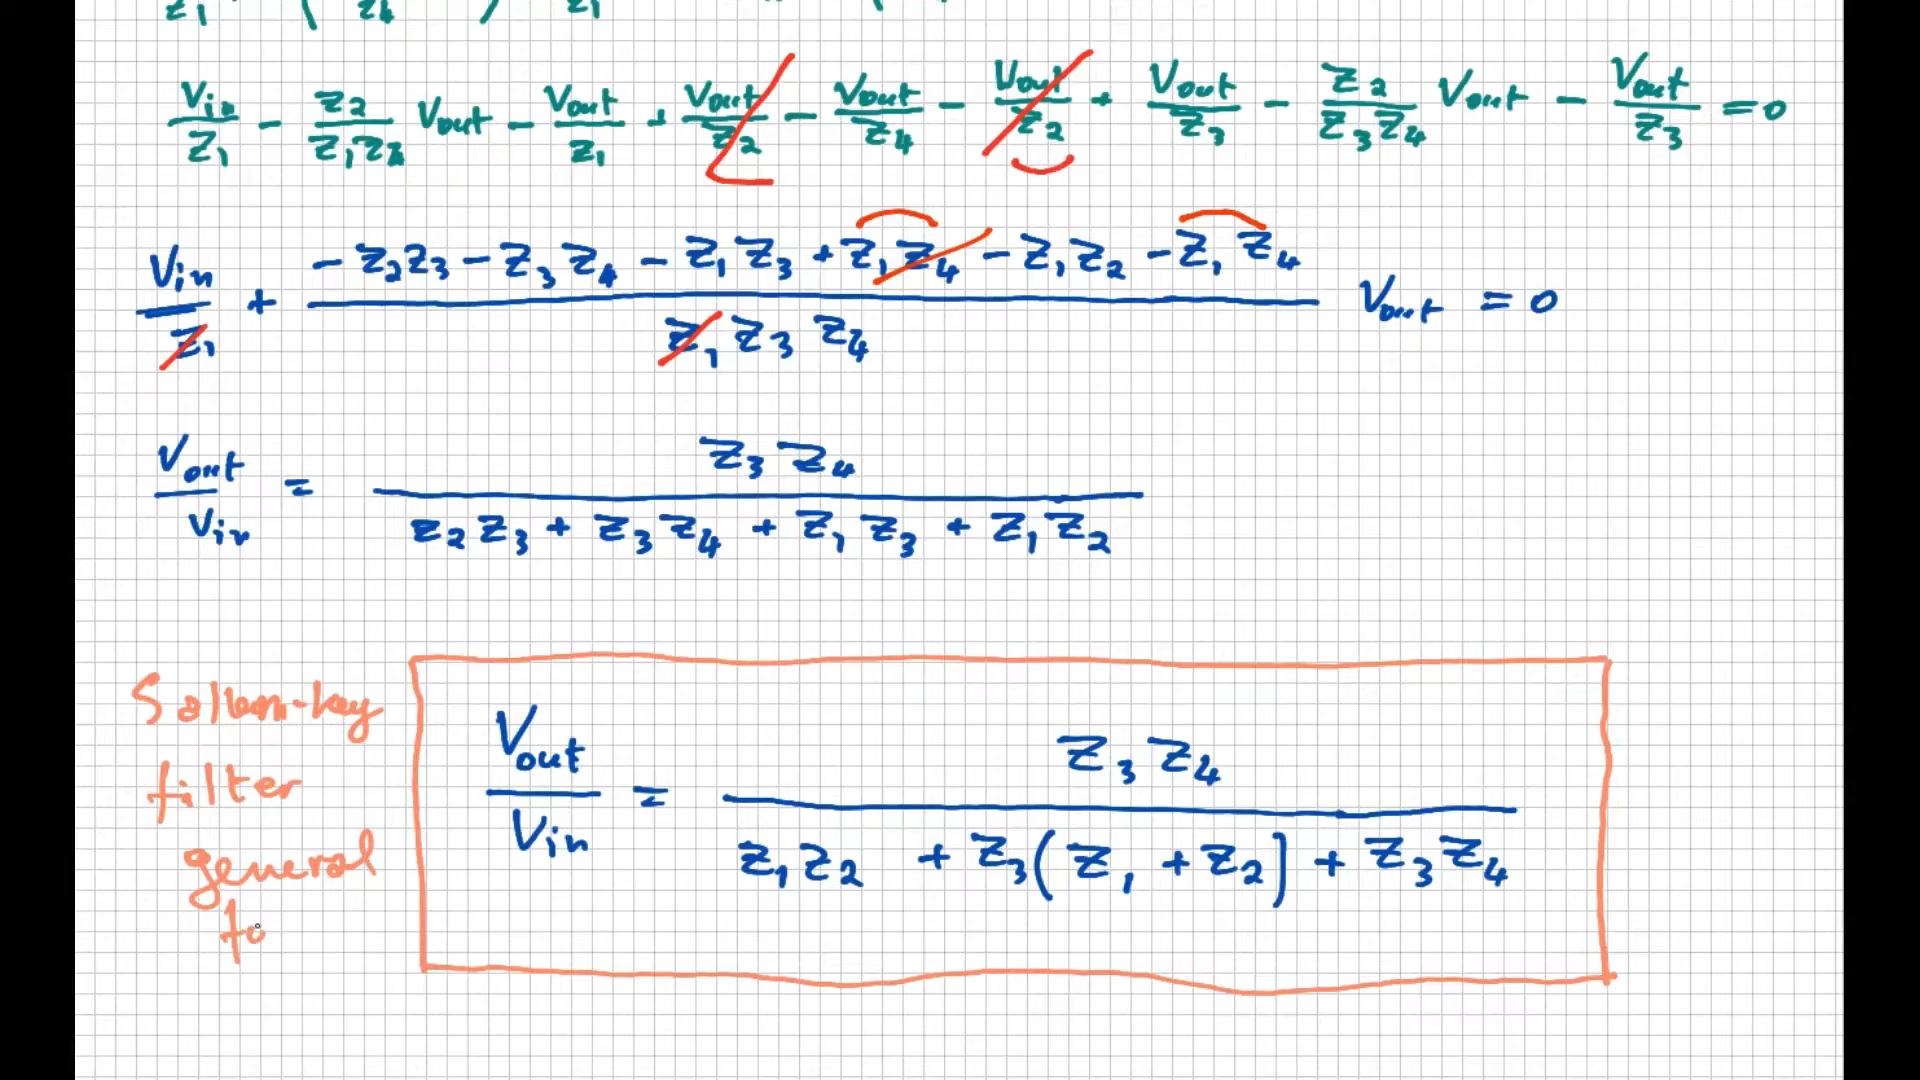 Vin/Z1 - Z2/Z1Z4 Vout - Vout/Z1 + Vout/Z2 - Vout/Z4 - Vout/Z2 + Vout/Z3 - Z2/Z3Z4 Vout - Vout/Z3 = 0
Vin/Z1 + (-Z2Z3 - Z3Z4 - Z1Z3 + Z1Z4 - Z1Z2 - Z1Z4)/(Z1Z3Z4) Vout = 0
Vout/Vin = Z3Z4/(Z2Z3 + Z3Z4 + Z1Z3 + Z1Z2)
Sallen-key
filter
general
fo
Vout/Vin = Z3Z4/(Z1Z2 + Z3(Z1 + Z2) + Z3Z4)